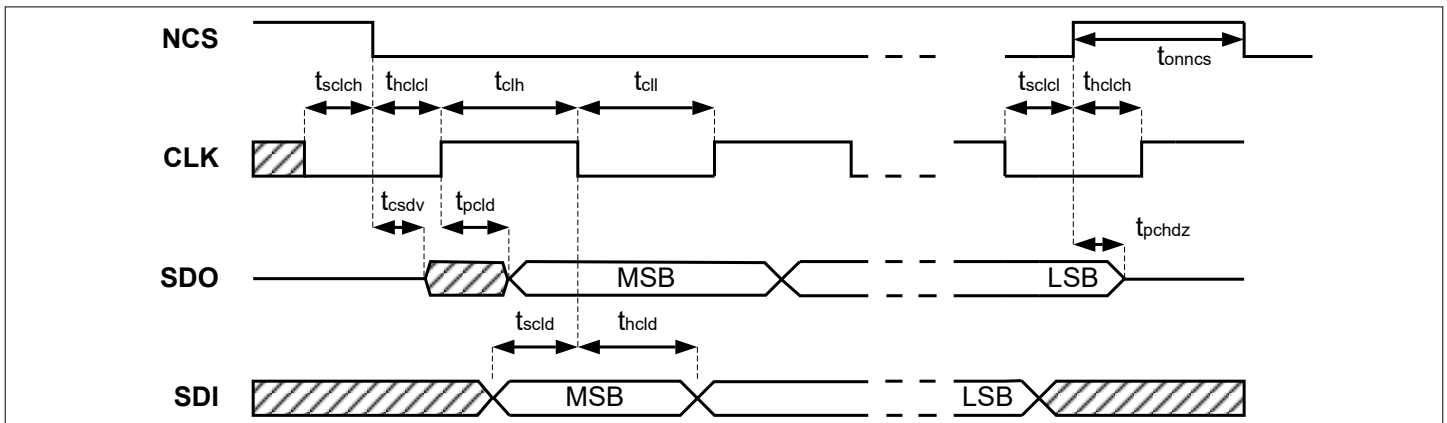 NCS
tonncs
tsclch thclcl tclh tcll tsclcl thclch
CLK
tcsdv tpcld
tpchdz
SDO MSB LSB
tscld thcld
SDI MSB LSB